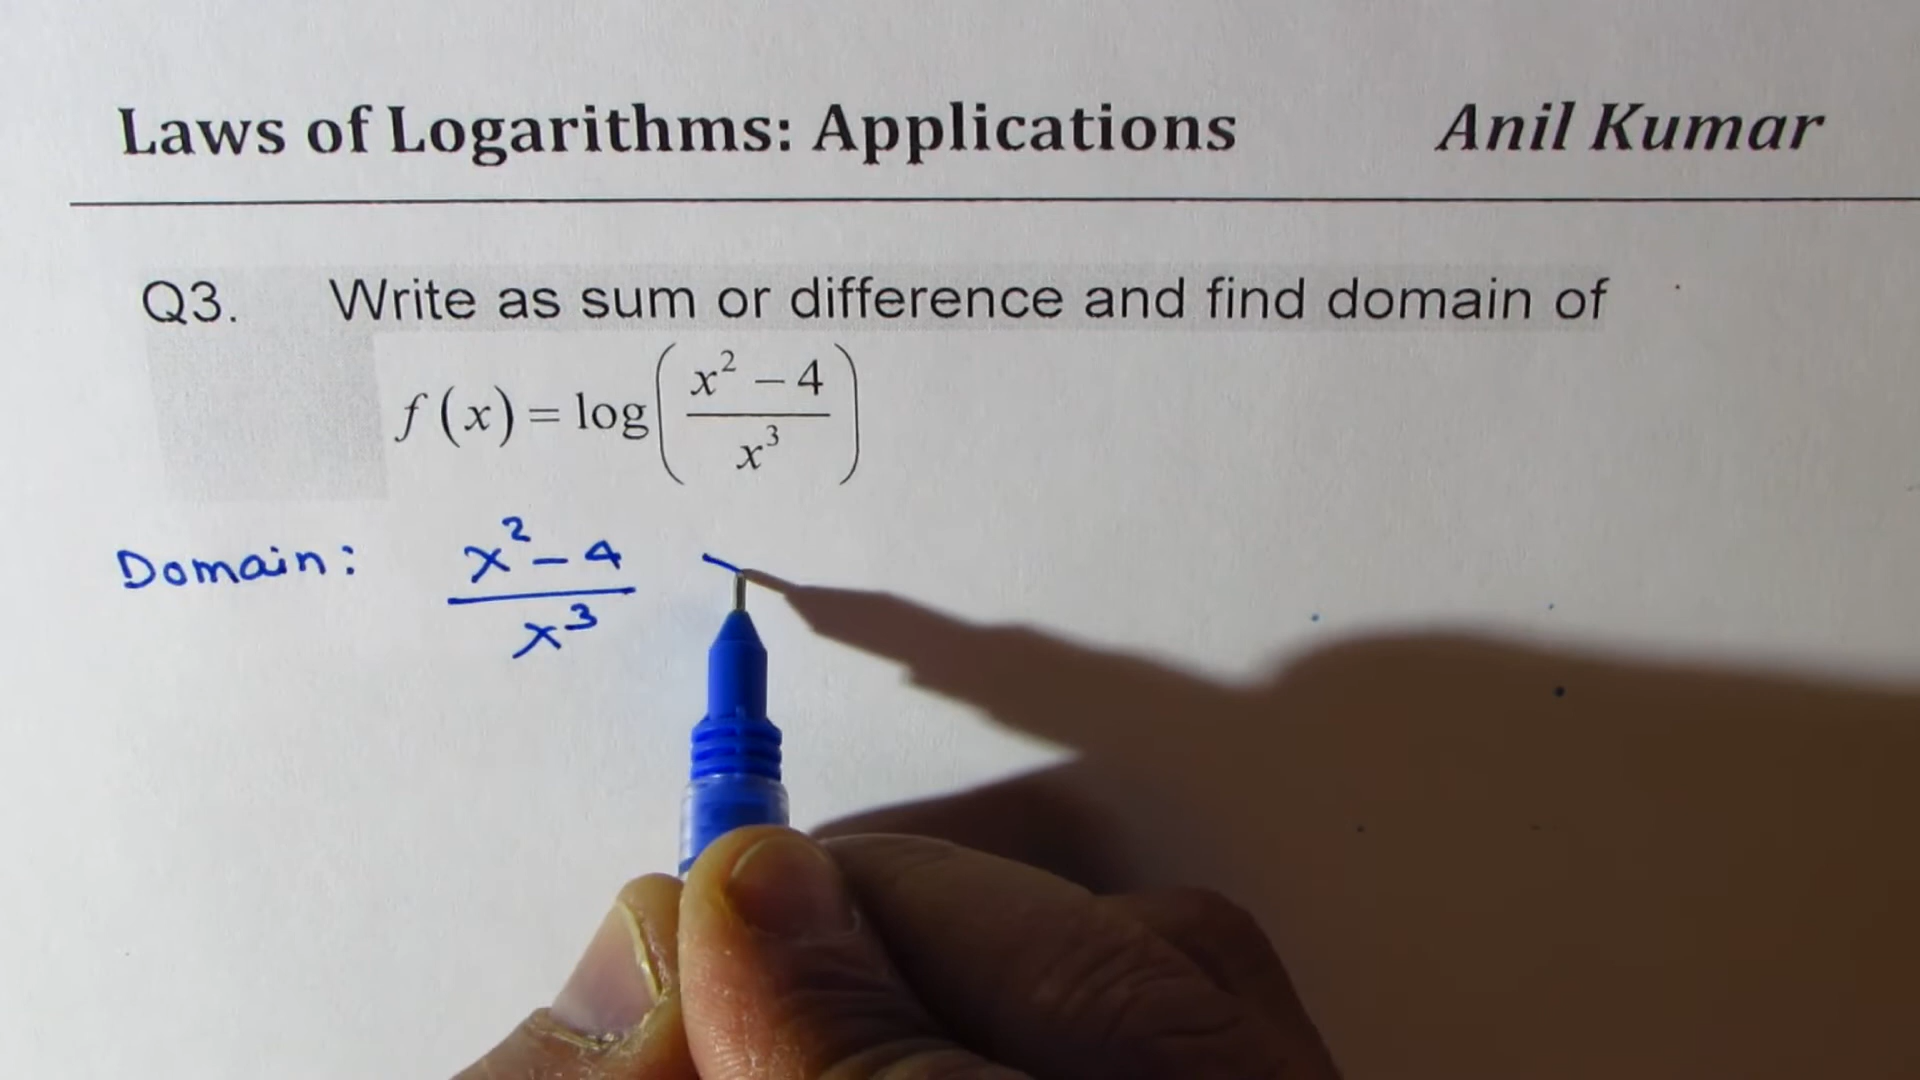 Laws of Logarithms: Applications Anil Kumar
Q3. Write as sum or difference and find domain of
f(x) = log((x² − 4)/x³)
Domain: (x² − 4)/x³